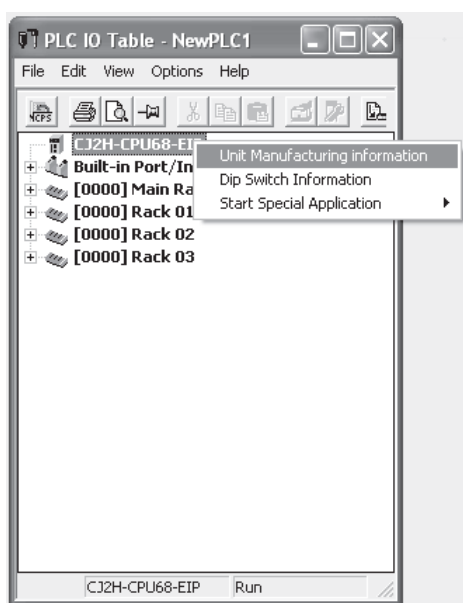 PLC IO Table - NewPLC1
File Edit View Options Help
CJ2H-CPU68-EIP
Unit Manufacturing information
Built-in Port/In
Dip Switch Information
[0000] Main Ra
Start Special Application
[0000] Rack 01
[0000] Rack 02
[0000] Rack 03
CJ2H-CPU68-EIP Run